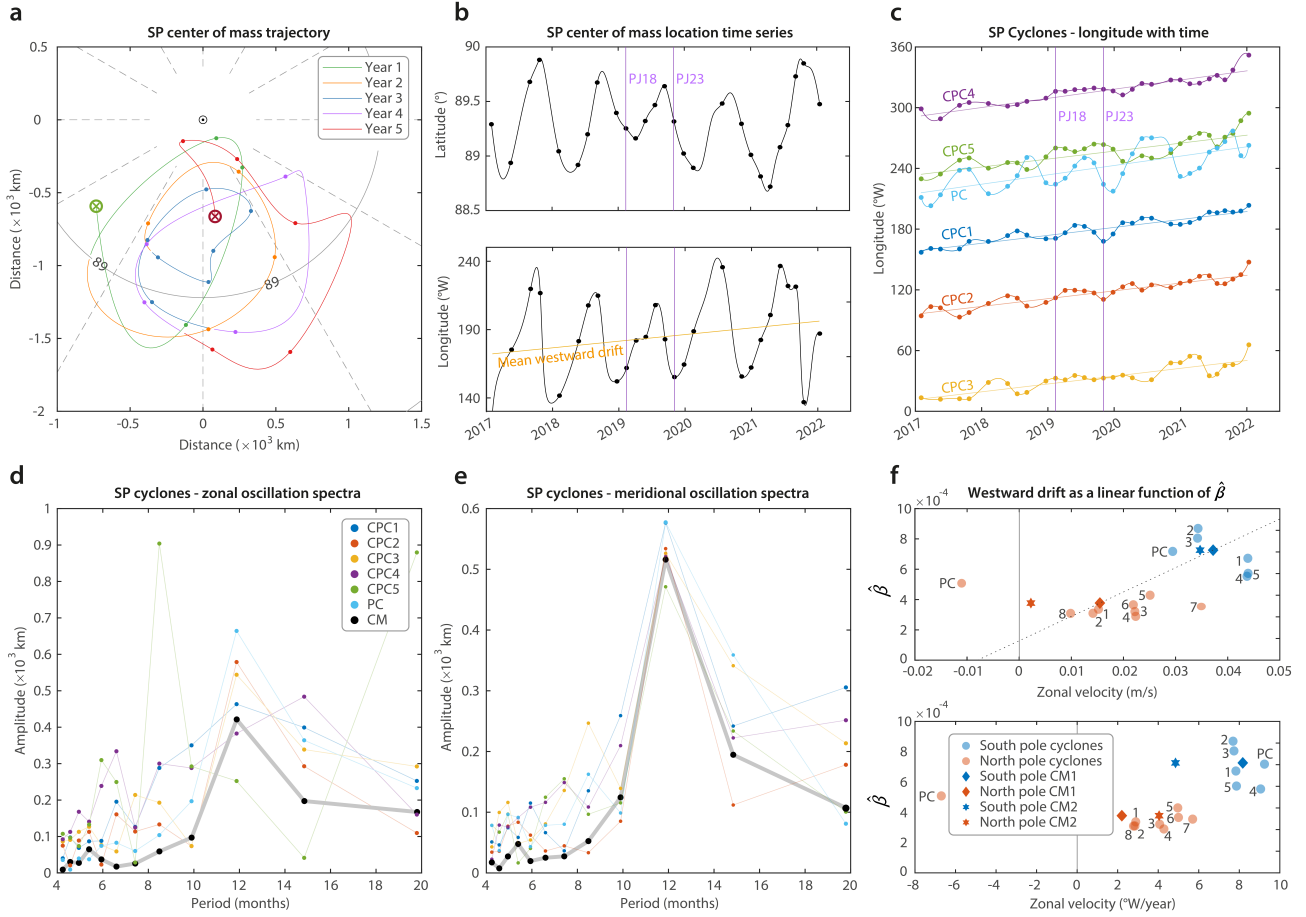 a
SP center of mass trajectory
0.5
0
-0.5
-1
-1.5
-2
Distance (×10³ km)
-1
-0.5
0
0.5
1
1.5
Distance (×10³ km)
Year 1
Year 2
Year 3
Year 4
Year 5
89
89
b
SP center of mass location time series
90
89.5
89
88.5
Latitude (°)
PJ18
PJ23
240
190
140
Longitude (°W)
Mean westward drift
2017
2018
2019
2020
2021
2022
c
SP Cyclones - longitude with time
360
300
240
180
120
60
0
Longitude (°W)
CPC4
PJ18
PJ23
CPC5
PC
CPC1
CPC2
CPC3
2017
2018
2019
2020
2021
2022
d
SP cyclones - zonal oscillation spectra
1
0.9
0.8
0.7
0.6
0.5
0.4
0.3
0.2
0.1
0
Amplitude (×10³ km)
CPC1
CPC2
CPC3
CPC4
CPC5
PC
CM
4
6
8
10
12
14
16
18
20
Period (months)
e
SP cyclones - meridional oscillation spectra
0.6
0.5
0.4
0.3
0.2
0.1
0
Amplitude (×10³ km)
4
6
8
10
12
14
16
18
20
Period (months)
f
Westward drift as a linear function of β̂
×10⁻⁴
10
8
6
4
2
0
β̂
PC
PC
2
3
1
4
5
5
6
7
8
1
2
3
4
-0.02
-0.01
0
0.01
0.02
0.03
0.04
0.05
Zonal velocity (m/s)
×10⁻⁴
10
8
6
4
2
0
β̂
South pole cyclones
North pole cyclones
South pole CM1
North pole CM1
South pole CM2
North pole CM2
PC
2
3
PC
1
5
4
1
5
3
6
7
8
2
4
-8
-6
-4
-2
0
2
4
6
8
10
Zonal velocity (°W/year)